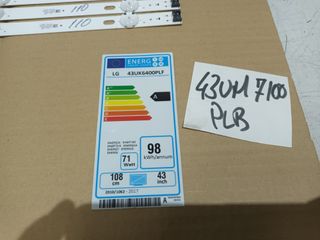 110
110
ENERG
LG 43UK6400PLF
A
98
kWh/annum
71
Watt
108
cm
43
inch
2010/1062 - 2017
A
43UM7100
PLB